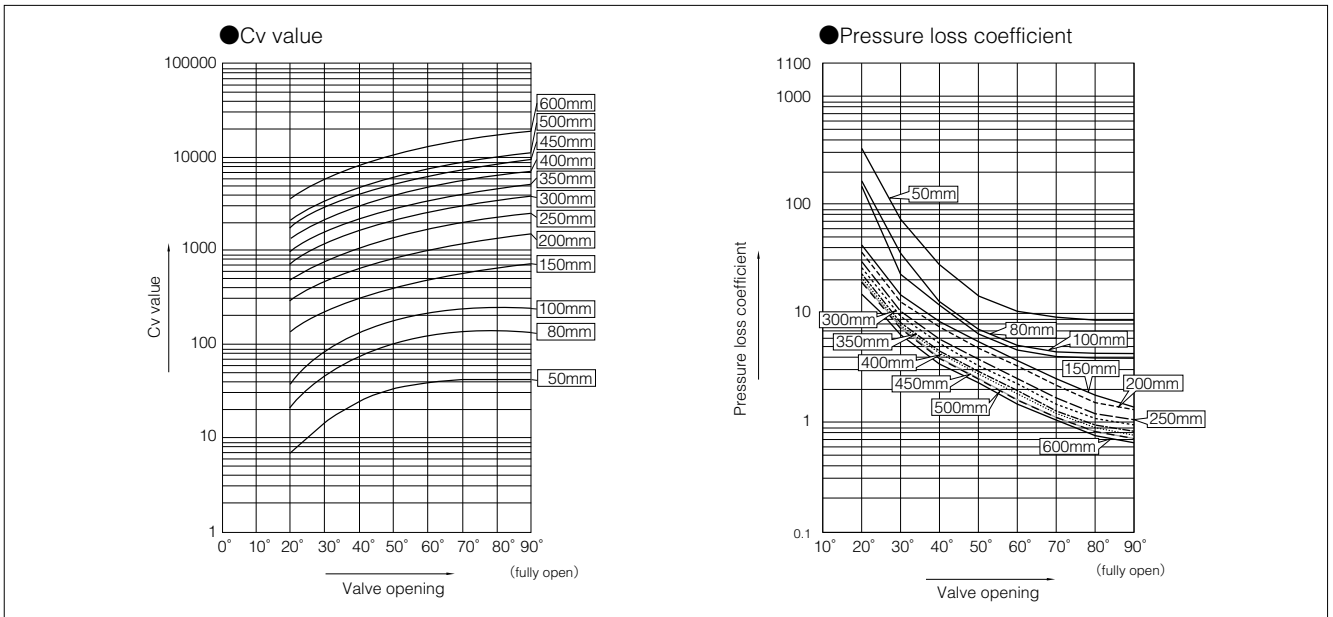 ●Cv value
100000
10000
1000
100
10
1
Cv value
0° 10° 20° 30° 40° 50° 60° 70° 80° 90°
(fully open)
Valve opening
600mm
500mm
450mm
400mm
350mm
300mm
250mm
200mm
150mm
100mm
80mm
50mm
●Pressure loss coefficient
1100
1000
100
10
1
0.1
Pressure loss coefficient
10° 20° 30° 40° 50° 60° 70° 80° 90°
(fully open)
Valve opening
50mm
300mm
350mm
400mm
450mm
500mm
80mm
100mm
150mm
200mm
250mm
600mm